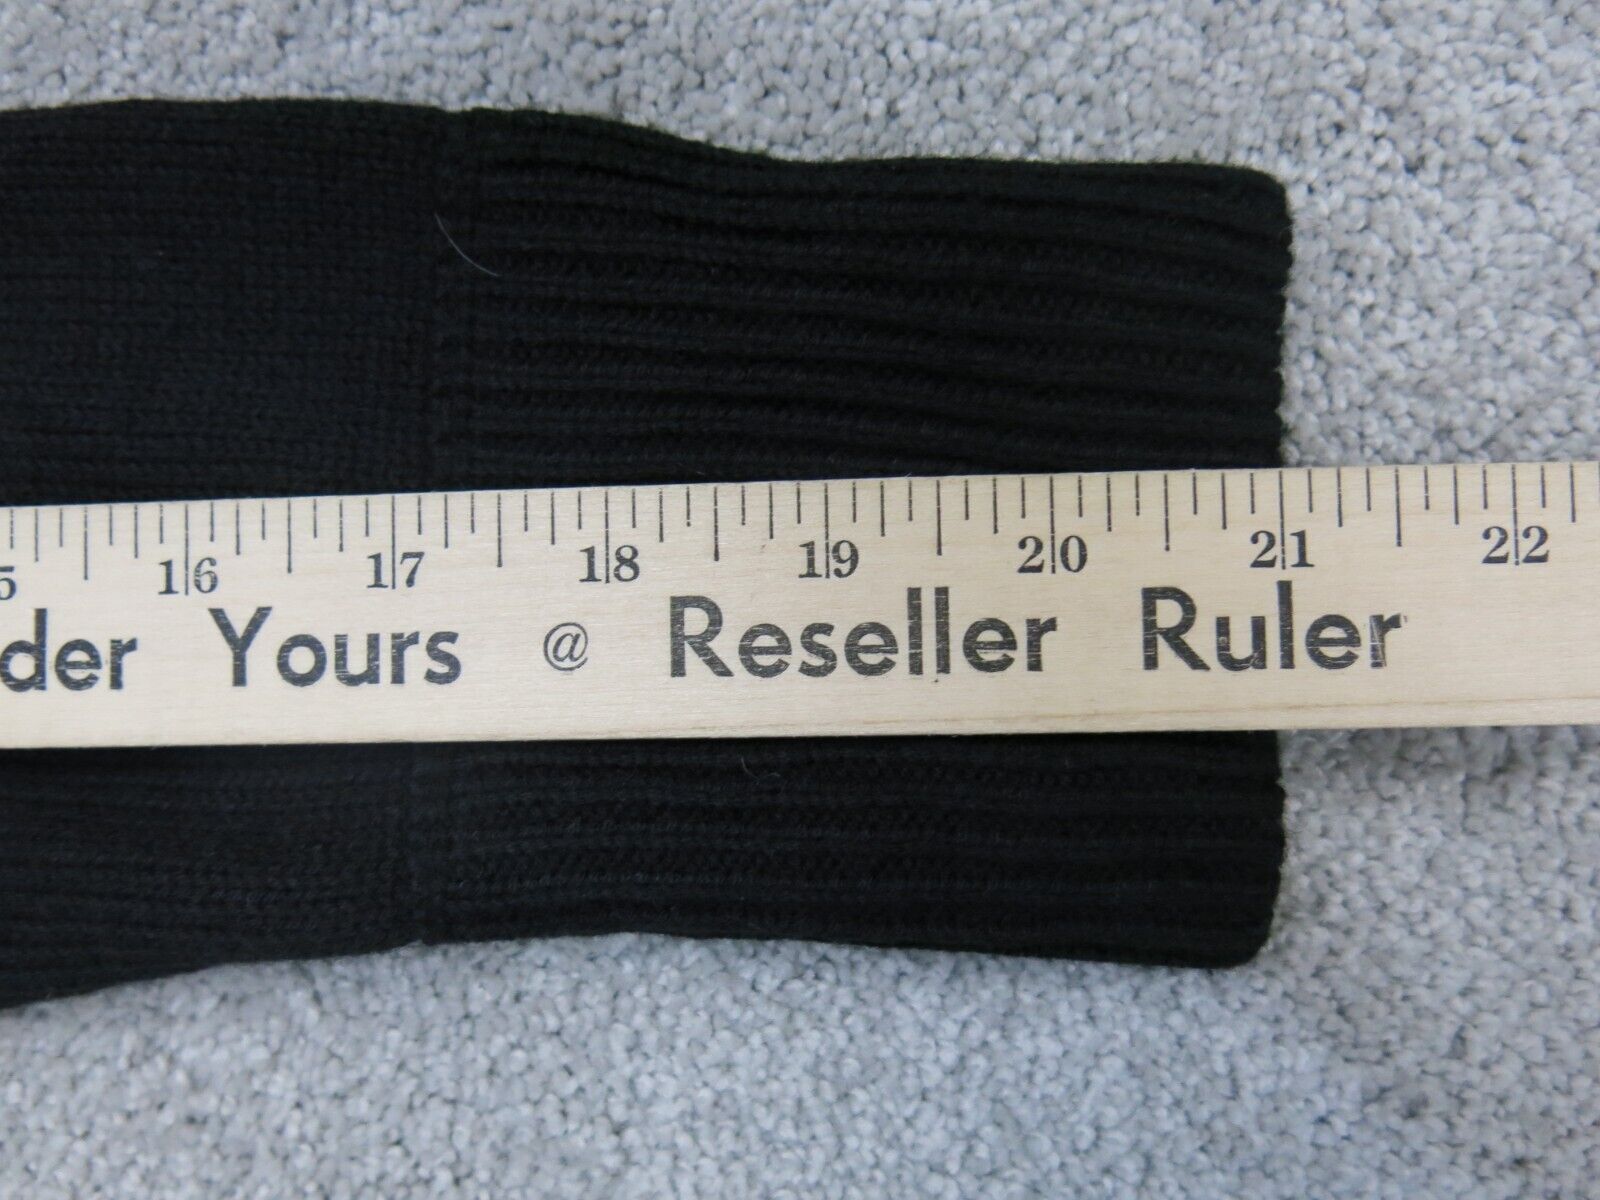 16 17 18 19 20 21 22
der Yours @ Reseller Ruler